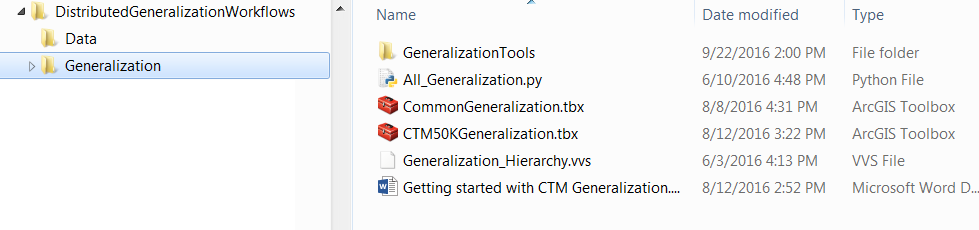 DistributedGeneralizationWorkflows
Data
Generalization
Name Date modified Type
GeneralizationTools 9/22/2016 2:00 PM File folder
All_Generalization.py 6/10/2016 4:48 PM Python File
CommonGeneralization.tbx 8/8/2016 4:31 PM ArcGIS Toolbox
CTM50KGeneralization.tbx 8/12/2016 3:22 PM ArcGIS Toolbox
Generalization_Hierarchy.vvs 6/3/2016 4:13 PM VVS File
Getting started with CTM Generalization.... 8/12/2016 2:52 PM Microsoft Word D...